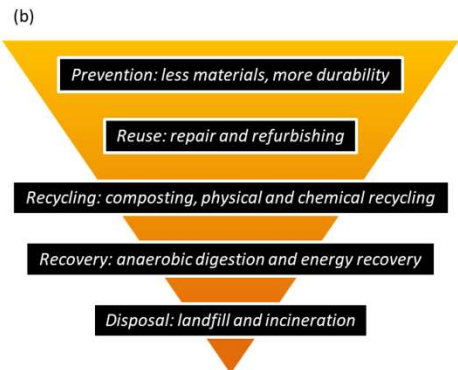 (b)
Prevention: less materials, more durability
Reuse: repair and refurbishing
Recycling: composting, physical and chemical recycling
Recovery: anaerobic digestion and energy recovery
Disposal: landfill and incineration